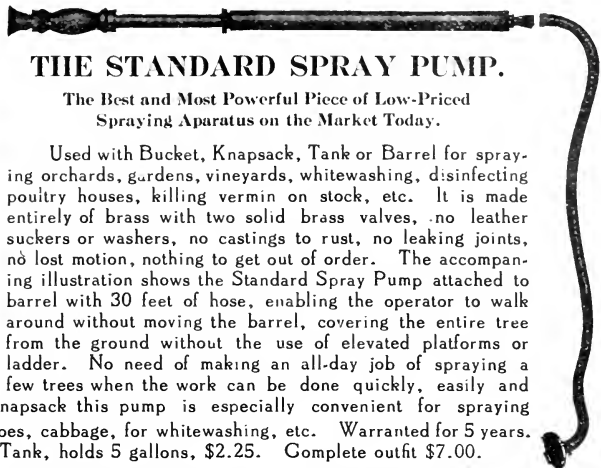 THE STANDARD SPRAY PUMP.
The Best and Most Powerful Piece of Low-Priced
Spraying Aparatus on the Market Today.
Used with Bucket, Knapsack, Tank or Barrel for spray-
ing orchards, gardens, vineyards, whitewashing, disinfecting
poultry houses, killing vermin on stock, etc. It is made
entirely of brass with two solid brass valves, no leather
suckers or washers, no castings to rust, no leaking joints,
no lost motion, nothing to get out of order. The accompan-
ing illustration shows the Standard Spray Pump attached to
barrel with 30 feet of hose, enabling the operator to walk
around without moving the barrel, covering the entire tree
from the ground without the use of elevated platforms or
ladder. No need of making an all-day job of spraying a
few trees when the work can be done quickly, easily and
napsack this pump is especially convenient for spraying
oes, cabbage, for whitewashing, etc. Warranted for 5 years.
Tank, holds 5 gallons, $2.25. Complete outfit $7.00.